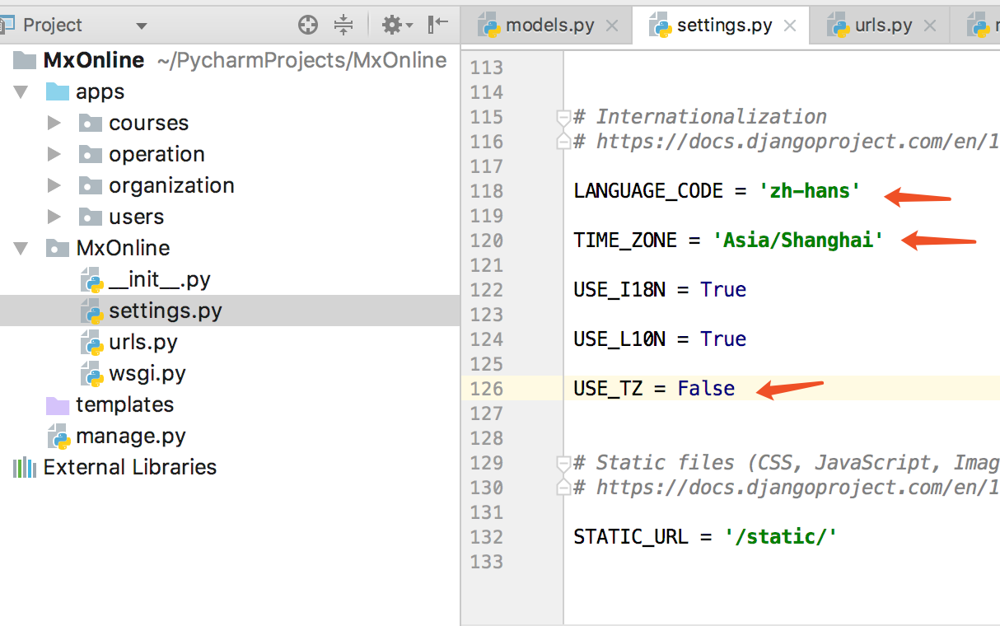 Project
MxOnline ~/PycharmProjects/MxOnline
apps
courses
operation
organization
users
MxOnline
__init__.py
settings.py
urls.py
wsgi.py
templates
manage.py
External Libraries
models.py settings.py urls.py
113
114
115 # Internationalization
116 # https://docs.djangoproject.com/en/1
117
118 LANGUAGE_CODE = 'zh-hans'
119
120 TIME_ZONE = 'Asia/Shanghai'
121
122 USE_I18N = True
123
124 USE_L10N = True
125
126 USE_TZ = False
127
128
129 # Static files (CSS, JavaScript, Imag
130 # https://docs.djangoproject.com/en/1
131
132 STATIC_URL = '/static/'
133